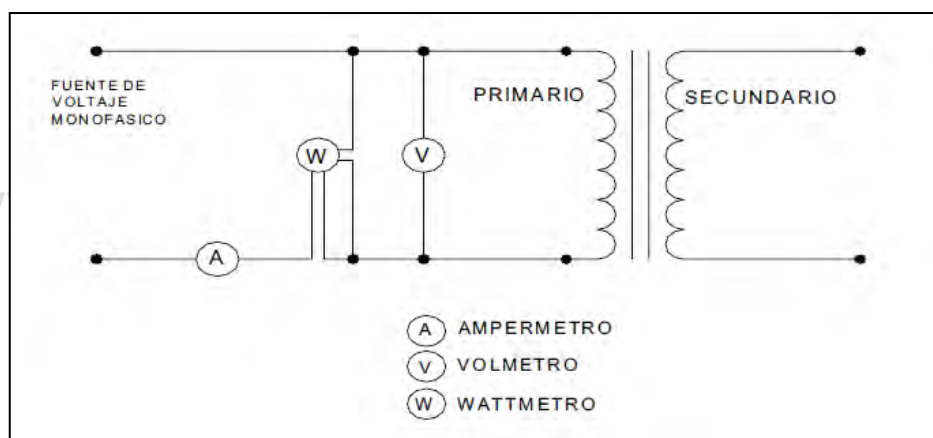 FUENTE DE
VOLTAJE
MONOFASICO
PRIMARIO
SECUNDARIO
W
V
A
A AMPERMETRO
V VOLMETRO
W WATTMETRO